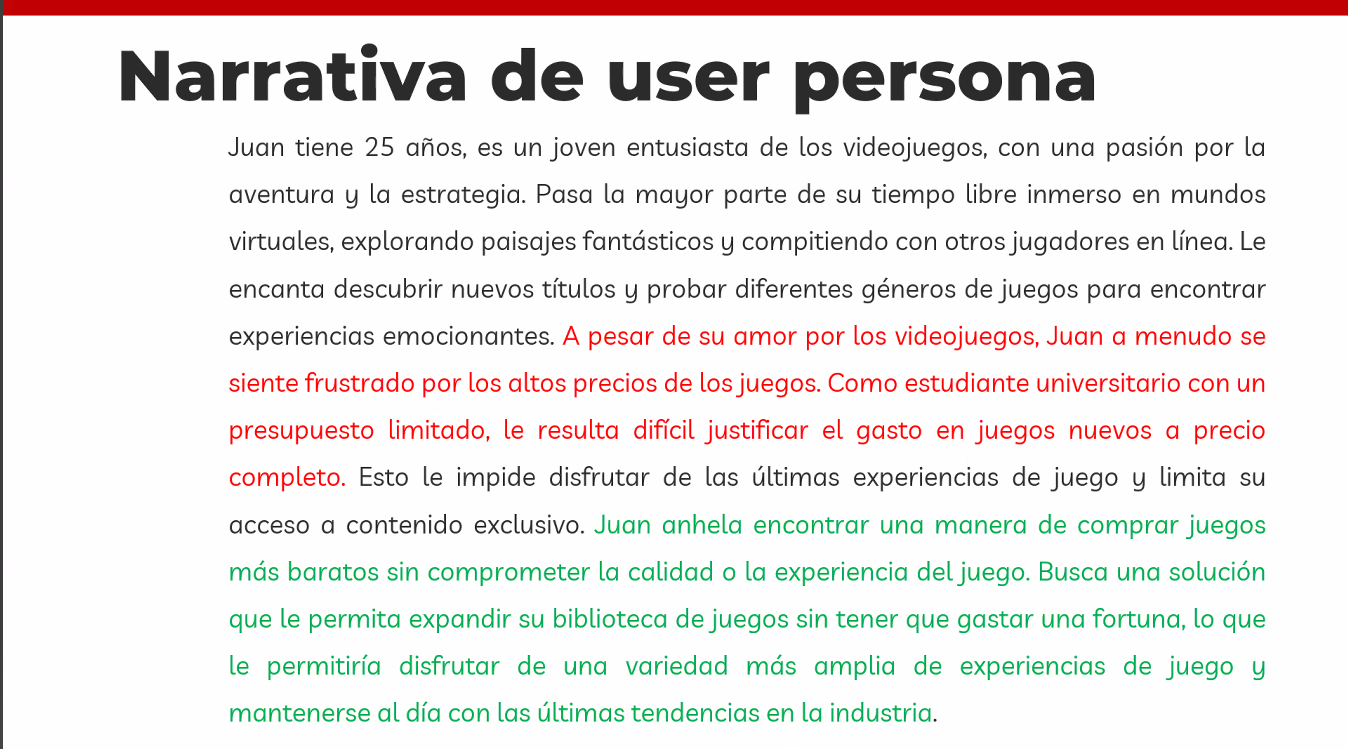 Narrativa de user persona
Juan tiene 25 años, es un joven entusiasta de los videojuegos, con una pasión por la
aventura y la estrategia. Pasa la mayor parte de su tiempo libre inmerso en mundos
virtuales, explorando paisajes fantásticos y compitiendo con otros jugadores en línea. Le
encanta descubrir nuevos títulos y probar diferentes géneros de juegos para encontrar
experiencias emocionantes. A pesar de su amor por los videojuegos, Juan a menudo se
siente frustrado por los altos precios de los juegos. Como estudiante universitario con un
presupuesto limitado, le resulta difícil justificar el gasto en juegos nuevos a precio
completo. Esto le impide disfrutar de las últimas experiencias de juego y limita su
acceso a contenido exclusivo. Juan anhela encontrar una manera de comprar juegos
más baratos sin comprometer la calidad o la experiencia del juego. Busca una solución
que le permita expandir su biblioteca de juegos sin tener que gastar una fortuna, lo que
le permitiría disfrutar de una variedad más amplia de experiencias de juego y
mantenerse al día con las últimas tendencias en la industria.